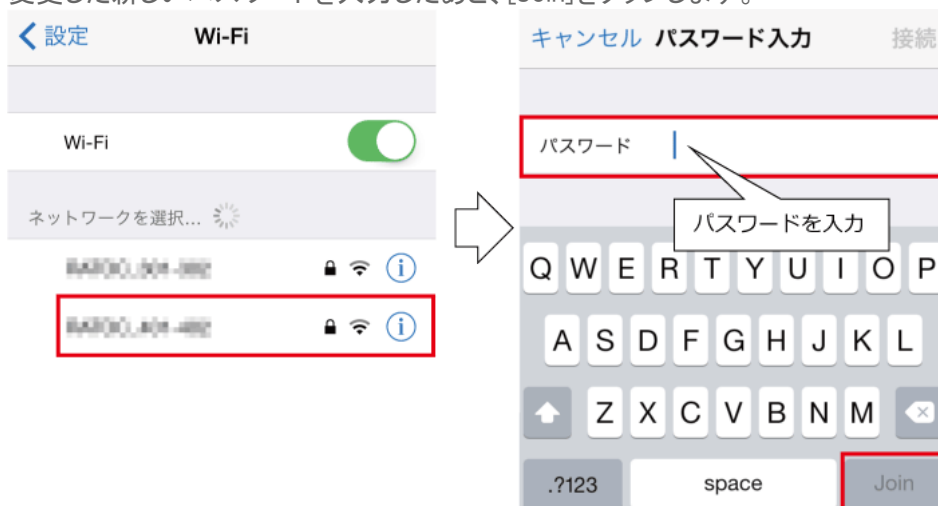 設定
Wi-Fi
Wi-Fi
ネットワークを選択...
キャンセル
パスワード入力
接続
パスワード
パスワードを入力
Q W E R T Y U I O P
A S D F G H J K L
Z X C V B N M
.?123
space
Join